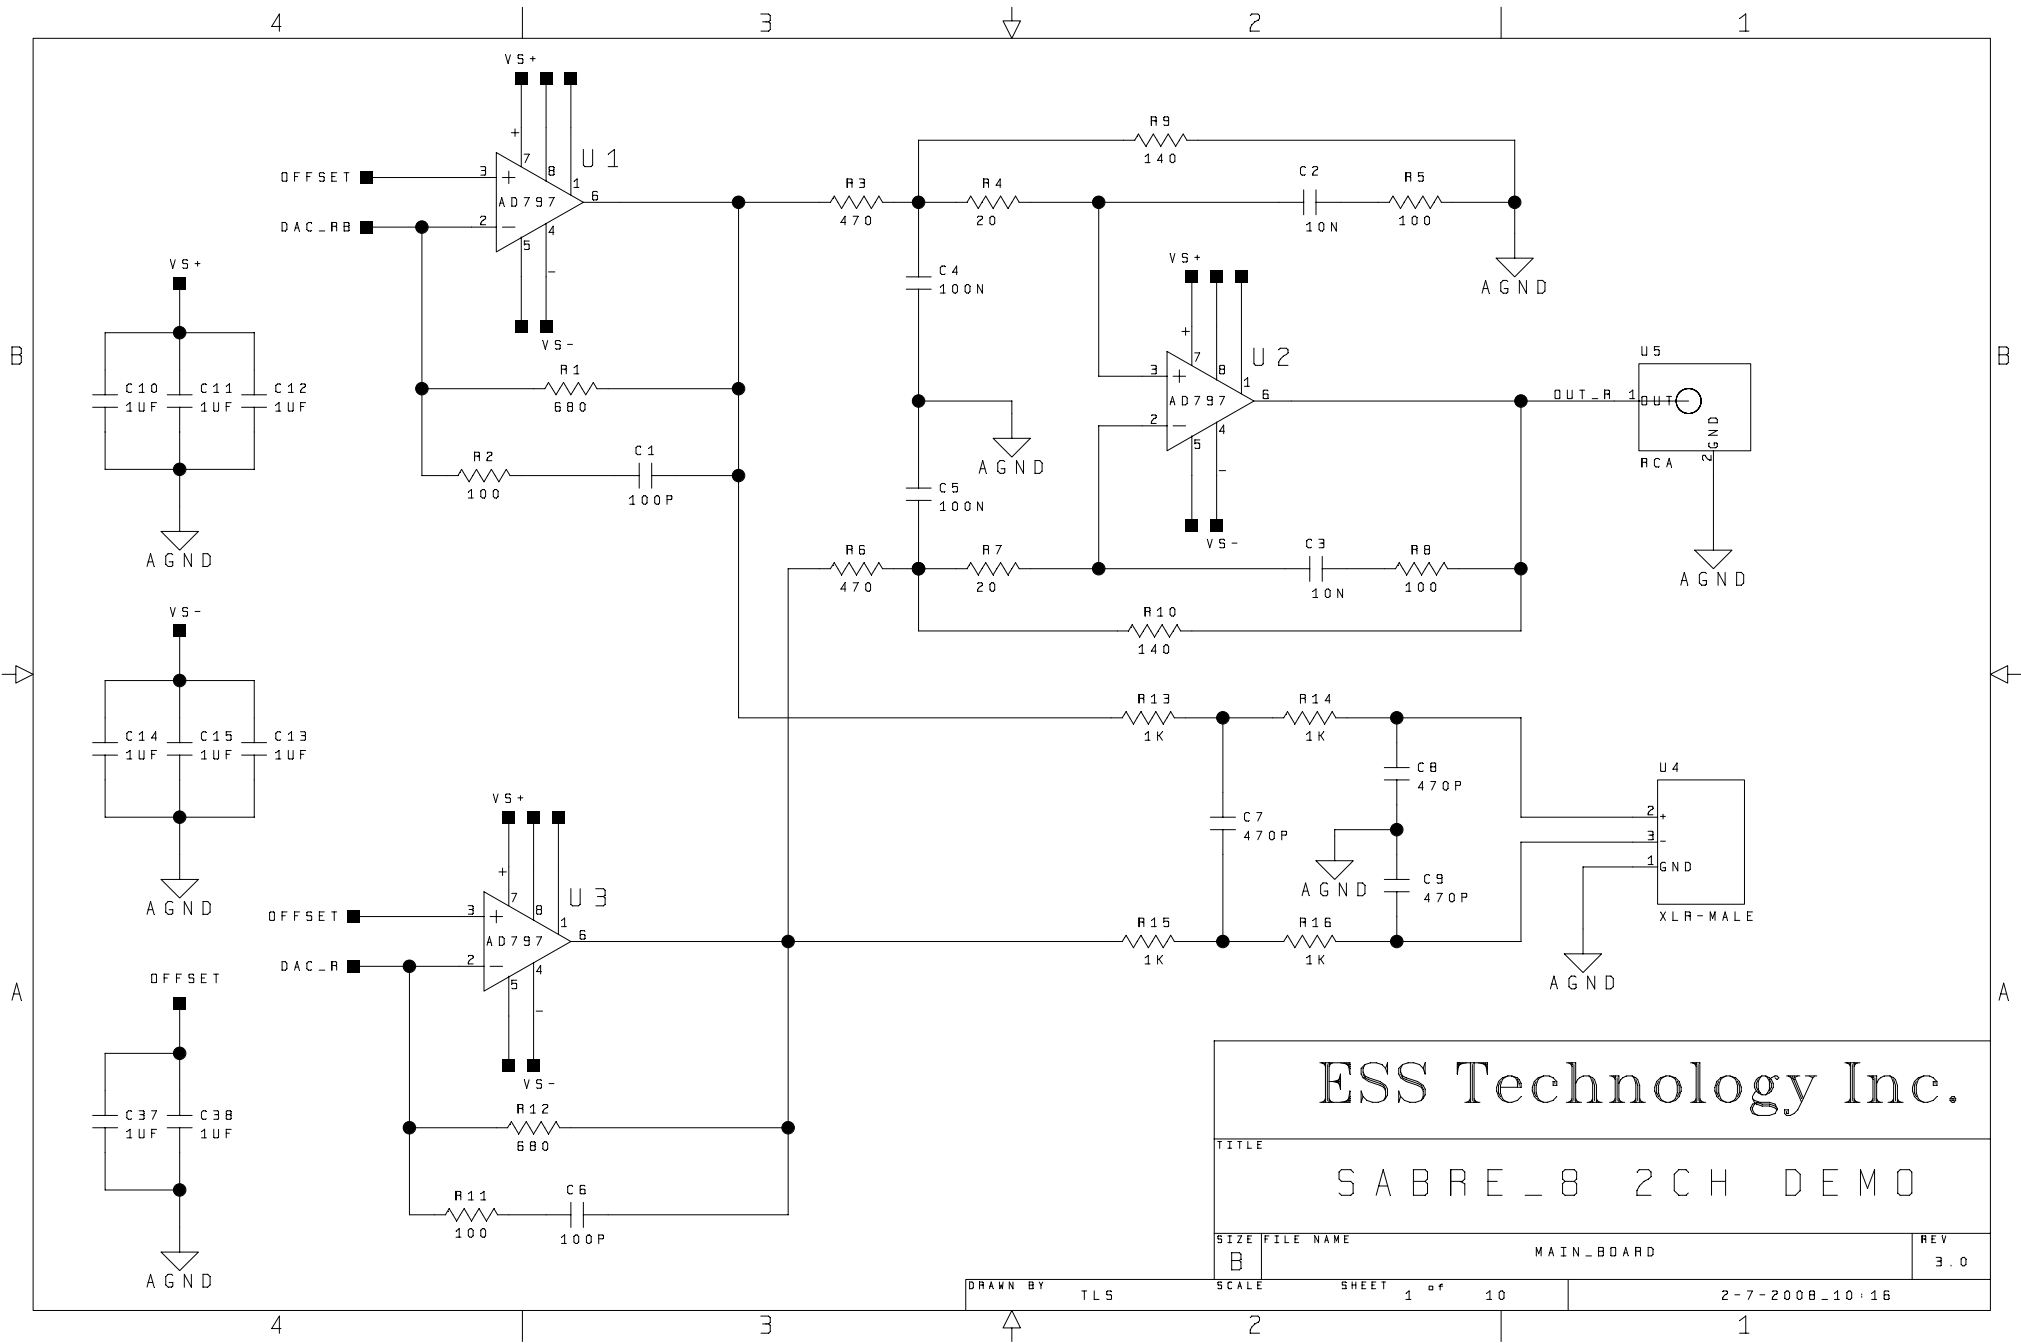 4 3 2 1
VS+
U1
+
7
8
1
3
+
AD797
6
2
-
5
4
-
OFFSET
DAC_RB
VS-
R1
680
R2
100
C1
100P
R9
140
R3
470
R4
20
C2
10N
R5
100
AGND
C4
100N
AGND
C5
100N
VS+
U2
+
7
8
1
3
+
AD797
6
2
-
5
4
-
VS-
R6
470
R7
20
C3
10N
R8
100
R10
140
U5
OUT_R
1
OUT
GND
2
RCA
AGND
B
B
VS+
C10
1UF
C11
1UF
C12
1UF
AGND
VS-
C14
1UF
C15
1UF
C13
1UF
AGND
R13
1K
R14
1K
C8
470P
C7
470P
AGND
C9
470P
R15
1K
R16
1K
U4
2
+
3
-
1
GND
XLR-MALE
AGND
VS+
U3
+
7
8
1
3
+
AD797
6
2
-
5
4
-
OFFSET
DAC_R
VS-
R12
680
R11
100
C6
100P
A
A
OFFSET
C37
1UF
C38
1UF
AGND
ESS Technology Inc.
TITLE
SABRE_8 2CH DEMO
SIZE
B
FILE NAME
MAIN_BOARD
REV
3.0
DRAWN BY
TLS
SCALE
SHEET 1 of 10
2-7-2008_10:16
4 3 2 1